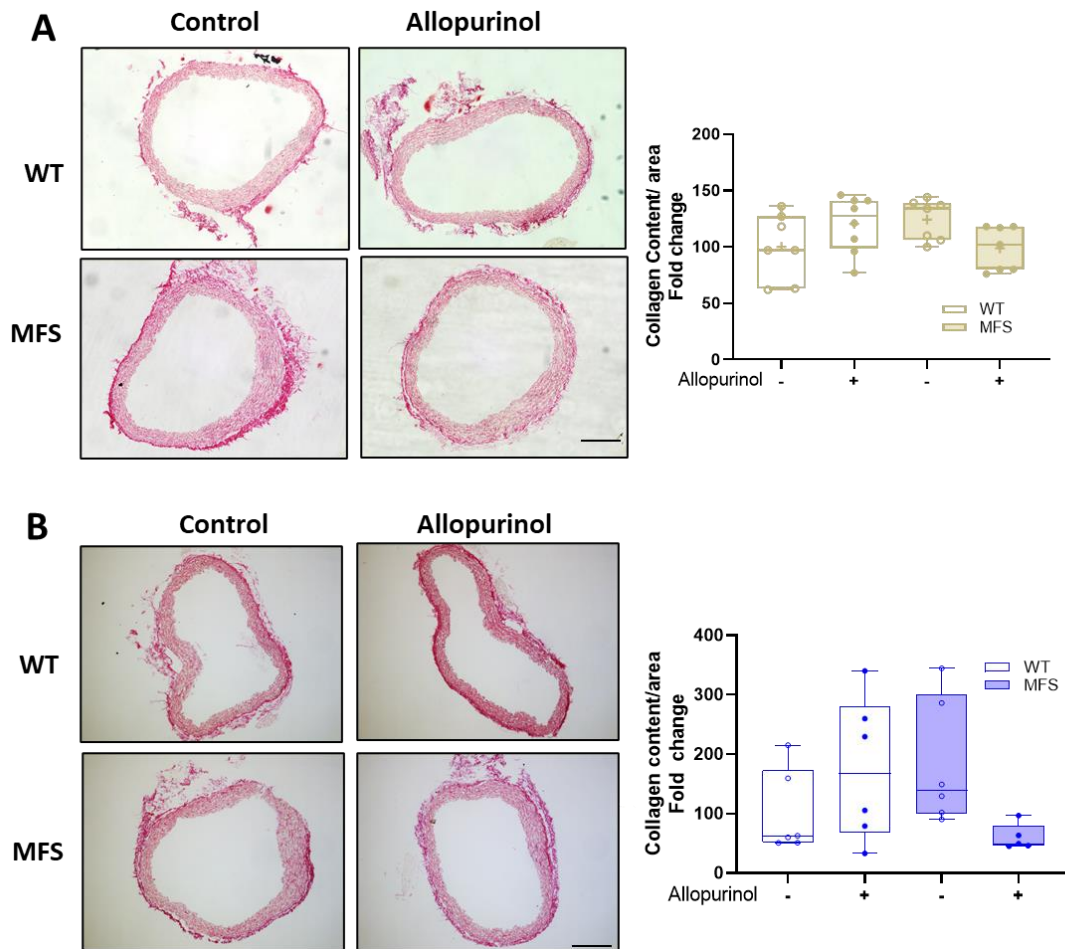 A
Control
Allopurinol
WT
MFS
Collagen Content/ area
Fold change
200
150
100
50
0
WT
MFS
Allopurinol - + - +
B
Control
Allopurinol
WT
MFS
Collagen content/area
Fold change
400
300
200
100
0
WT
MFS
Allopurinol - + - +